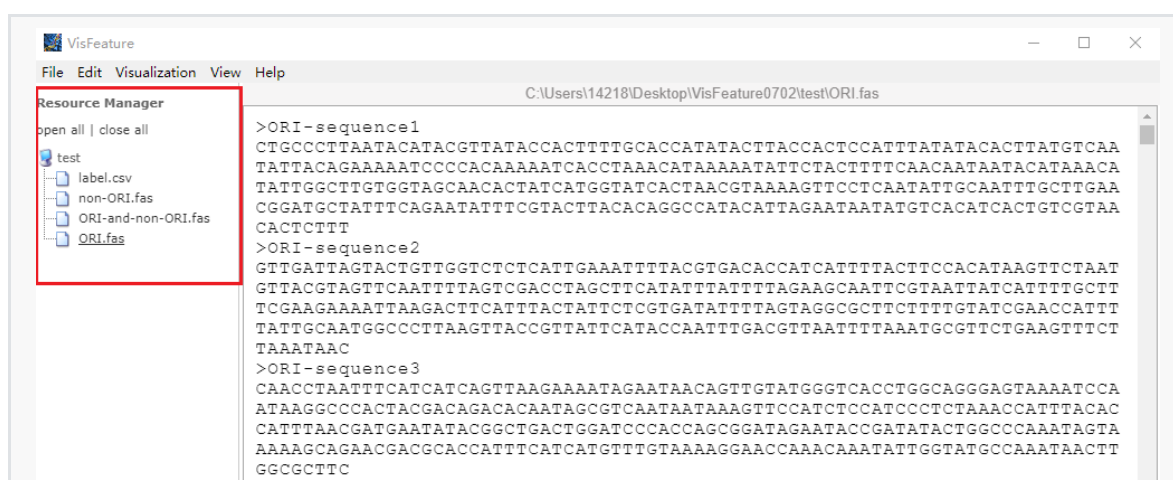 VisFeature
File Edit Visualization View Help
Resource Manager
C:\Users\14218\Desktop\VisFeature0702\test\ORI.fas
open all | close all
test
label.csv
non-ORI.fas
ORI-and-non-ORI.fas
ORI.fas
>ORI-sequence1
CTGCCCTTAATACATACGTTATACCACTTTTGCACCATATACTTACCACTCCATTTATATACACTTATGTCAA
TATTACAGAAAAATCCCCACAAAAATCACCTAAACATAAAAATATTCTACTTTTCAACAATAATACATAAACA
TATTGGCTTGTGGTAGCAACACTATCATGGTATCACTAACGTAAAAGTTCCTCAATATTGCAATTTGCTTGAA
CGGATGCTATTTCAGAATATTTCGTACTTACACAGGCCATACATTAGAATAATATGTCACATCACTGTCGTAA
CACTCTTT
>ORI-sequence2
GTTGATTAGTACTGTTGGTCTCTCATTGAAATTTTACGTGACACCATCATTTTACTTCCACATAAGTTCTAAT
GTTACGTAGTTCAATTTTAGTCGACCTAGCTTCATATTTATTTTAGAAGCAATTCGTAATTATCATTTTGCTT
TCGAAGAAAATTAAGACTTCATTTACTATTCTCGTGATATTTTAGTAGGCGCTTCTTTTGTATCGAACCATTT
TATTGCAATGGCCCTTAAGTTACCGTTATTCATACCAATTTGACGTTAATTTTAAATGCGTTCTGAAGTTTCT
TAAATAAC
>ORI-sequence3
CAACCTAATTTCATCATCAGTTAAGAAAATAGAATAACAGTTGTATGGGTCACCTGGCAGGGAGTAAAATCCA
ATAAGGCCCACTACGACAGACACAATAGCGTCAATAATAAAGTTCCATCTCCATCCCTCTAAACCATTTACAC
CATTTAACGATGAATATACGGCTGACTGGATCCCACCAGCGGATAGAATACCGATATACTGGCCCAAATAGTA
AAAAGCAGAACGACGCACCATTTCATCATGTTTGTAAAAGGAACCAAACAAATATTGGTATGCCAAATAACTT
GGCGCTTC